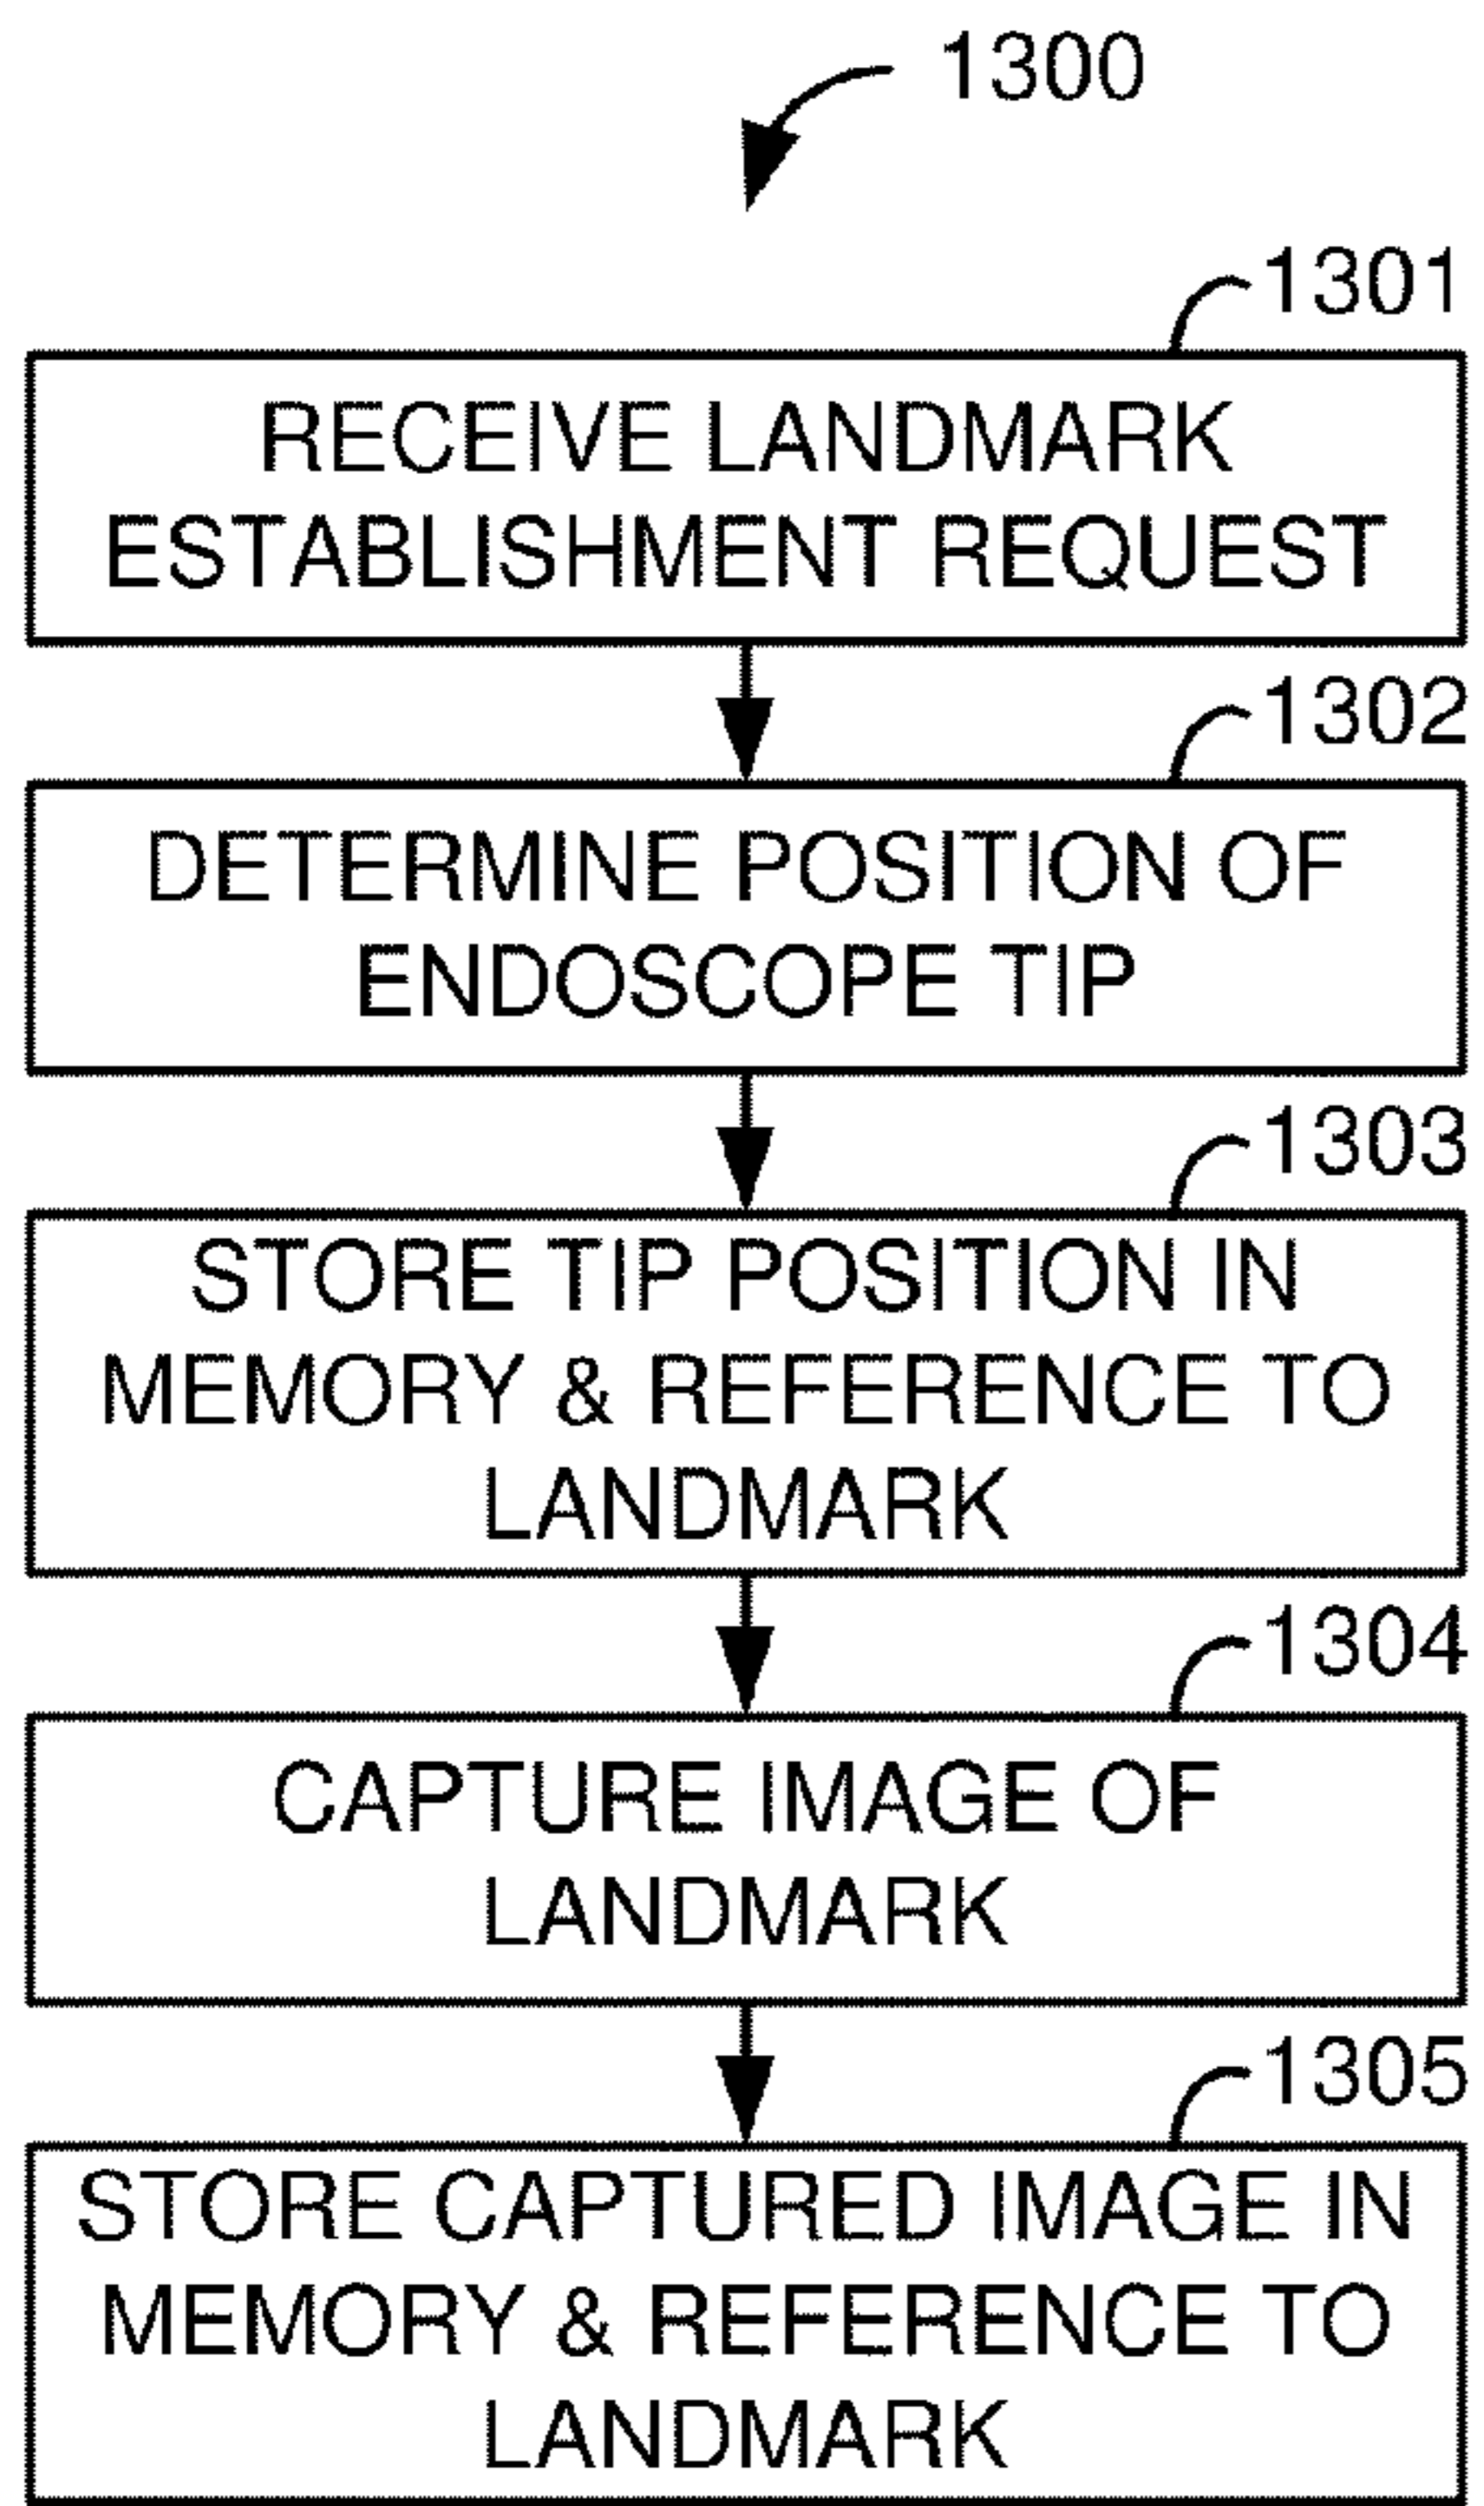 1300
1301
RECEIVE LANDMARK
ESTABLISHMENT REQUEST
1302
DETERMINE POSITION OF
ENDOSCOPE TIP
1303
STORE TIP POSITION IN
MEMORY & REFERENCE TO
LANDMARK
1304
CAPTURE IMAGE OF
LANDMARK
1305
STORE CAPTURED IMAGE IN
MEMORY & REFERENCE TO
LANDMARK